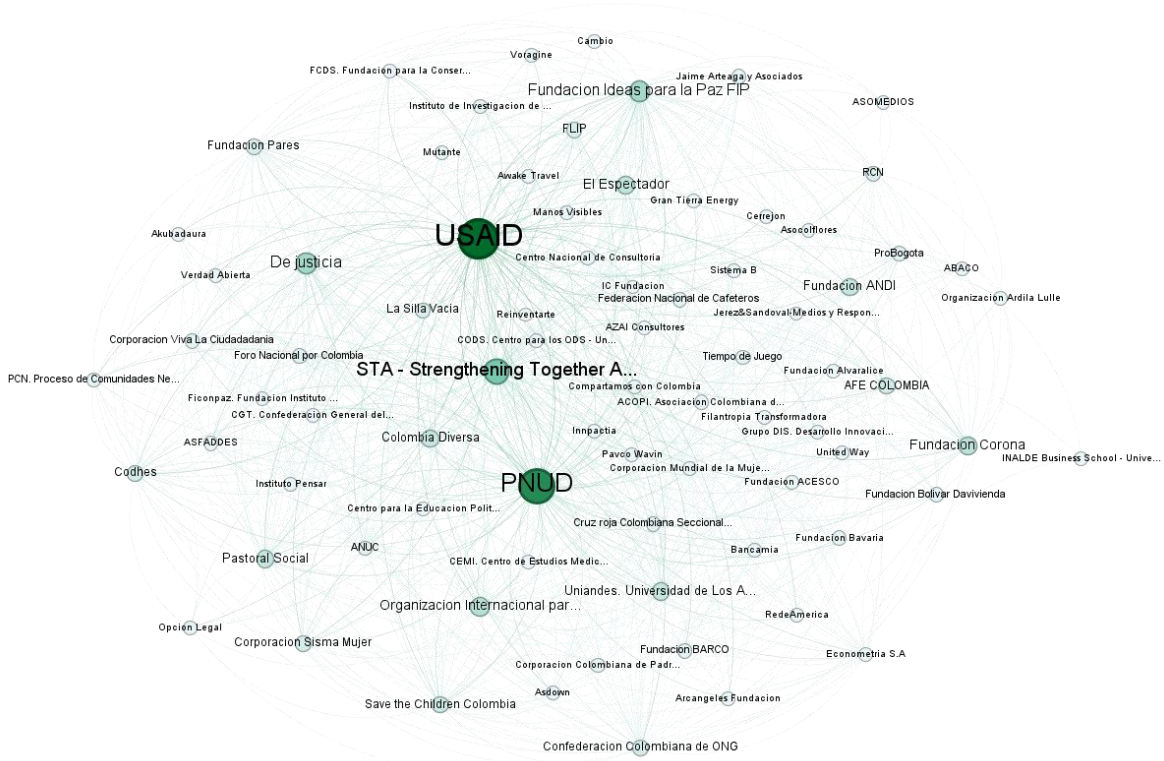 Cambio
Voragine
FCDS. Fundacion para la Conser...
Jaime Arteaga y Asociados
Fundacion Ideas para la Paz FIP
Instituto de Investigacion de ...
ASOMEDIOS
FLIP
Fundacion Pares
Mutante
RCN
Awake Travel
El Espectador
Gran Tierra Energy
Manos Visibles
Cerrejon
Asocolflores
Akubadaura
USAID
ProBogota
Centro Nacional de Consultoria
De justicia
Verdad Abierta
Sistema B
ABACO
IC Fundacion
Fundacion ANDI
Federacion Nacional de Cafeteros
Organizacion Ardila Lulle
La Silla Vacia
Reinventarte
Jerez&Sandoval-Medios y Respon...
AZAI Consultores
Corporacion Viva La Ciudadadania
CODS. Centro para los ODS - Un...
Foro Nacional por Colombia
Tiempo de Juego
STA - Strengthening Together A...
Fundacion Alvaralice
PCN. Proceso de Comunidades Ne...
Compartamos con Colombia
AFE COLOMBIA
Ficonpaz. Fundacion Instituto ...
ACOPI. Asociacion Colombiana d...
CGT. Confederacion General del...
Filantropia Transformadora
Innpactia
Grupo DIS. Desarrollo Innovaci...
Colombia Diversa
ASFADDES
Fundacion Corona
Pavco Wavin
United Way
INALDE Business School - Unive...
Codhes
Corporacion Mundial de la Muje...
Instituto Pensar
PNUD
Fundacion ACESCO
Fundacion Bolivar Davivienda
Centro para la Educacion Polit...
Cruz roja Colombiana Seccional...
Fundacion Bavaria
ANUC
Bancamia
Pastoral Social
CEMI. Centro de Estudios Medic...
Uniandes. Universidad de Los A...
Organizacion Internacional par...
RedeAmerica
Opcion Legal
Corporacion Sisma Mujer
Fundacion BARCO
Econometria S.A
Corporacion Colombiana de Padr...
Asdown
Arcangeles Fundacion
Save the Children Colombia
Confederacion Colombiana de ONG